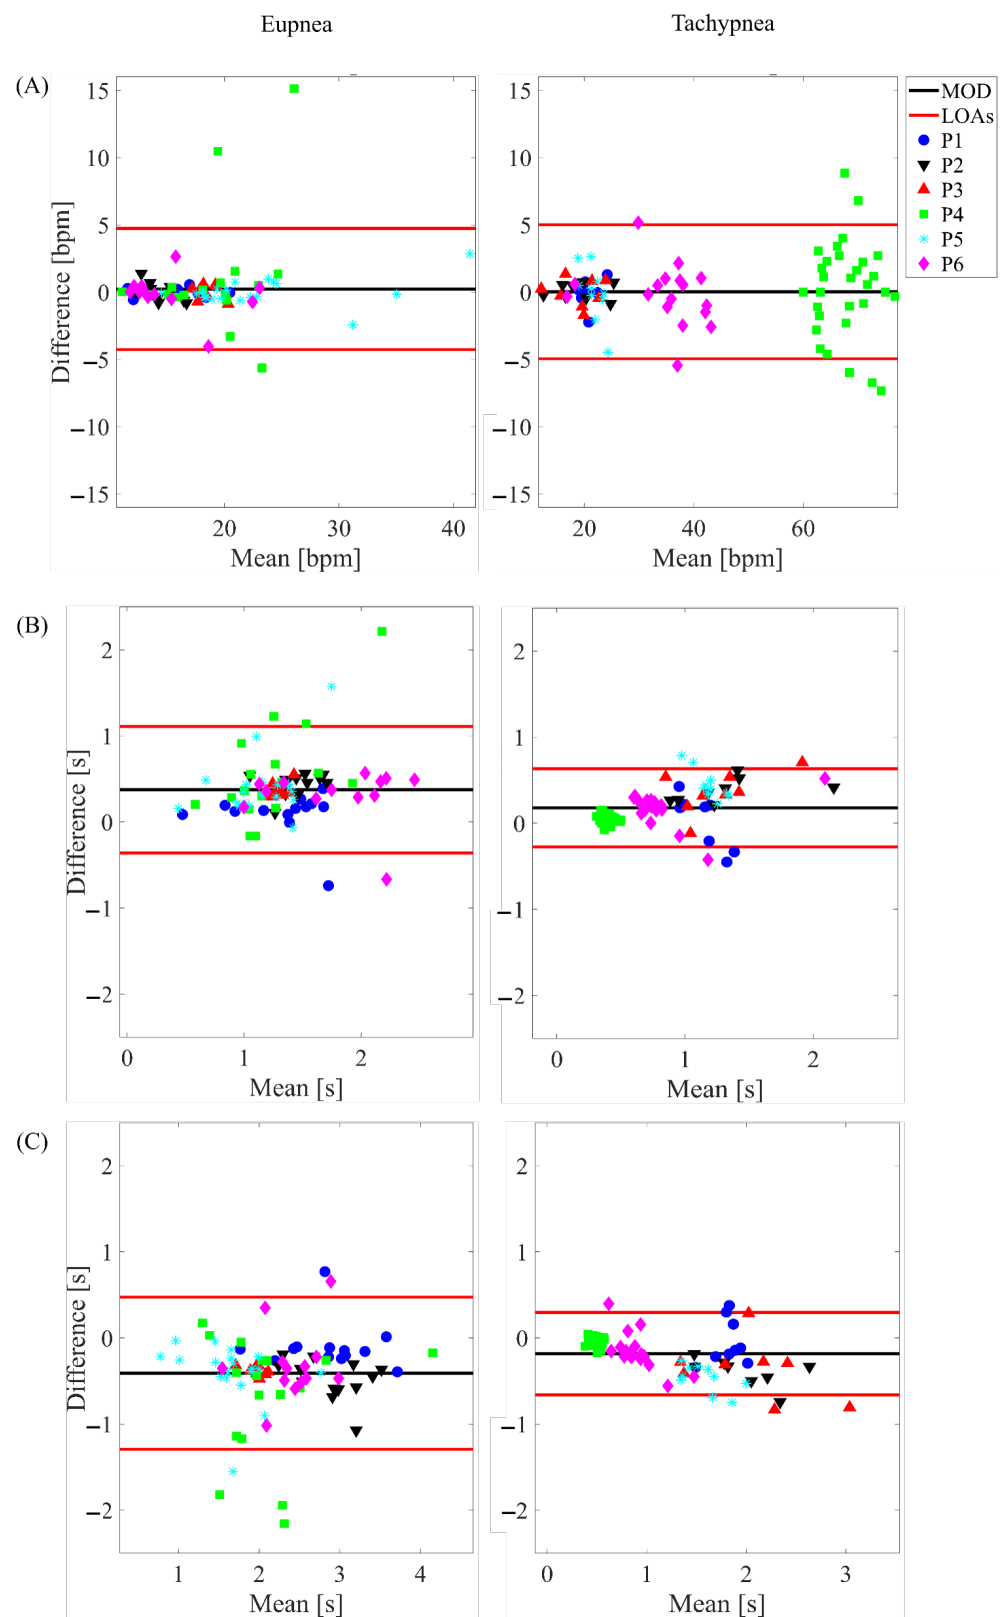 Eupnea
Tachypnea
(A)
MOD
LOAs
P1
P2
P3
P4
P5
P6
Difference [bpm]
15
10
5
0
−5
−10
−15
20
30
40
Mean [bpm]
15
10
5
0
−5
−10
−15
20
40
60
Mean [bpm]
(B)
Difference [s]
2
1
0
−1
−2
0
1
2
Mean [s]
2
1
0
−1
−2
0
1
2
Mean [s]
(C)
Difference [s]
2
1
0
−1
−2
1
2
3
4
Mean [s]
2
1
0
−1
−2
0
1
2
3
Mean [s]